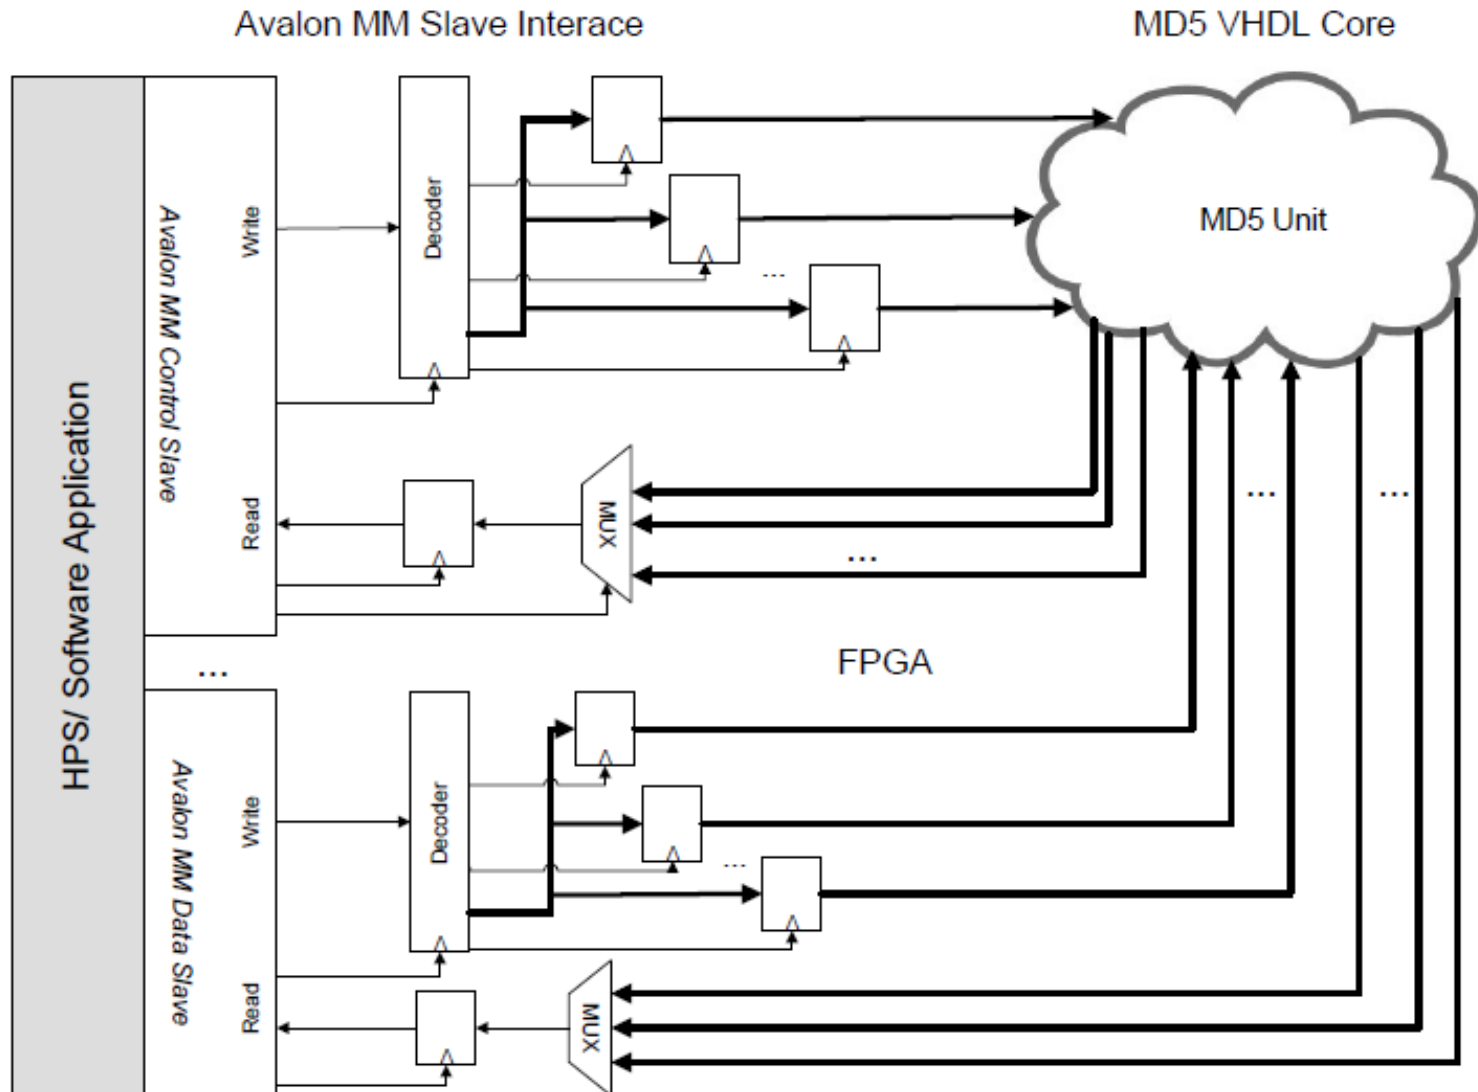 Avalon MM Slave Interace
MD5 VHDL Core
HPS/ Software Application
Avalon MM Control Slave
Write
Read
Decoder
...
MD5 Unit
MUX
...
...
...
...
FPGA
Avalon MM Data Slave
Write
Read
Decoder
...
MUX